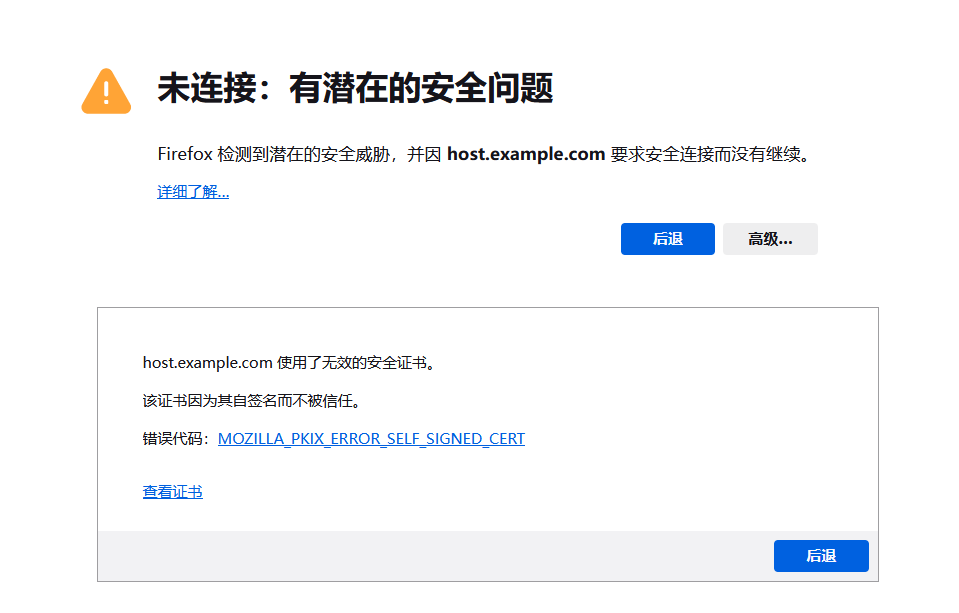 未连接：有潜在的安全问题
Firefox 检测到潜在的安全威胁，并因 host.example.com 要求安全连接而没有继续。
详细了解...
后退
高级...
host.example.com 使用了无效的安全证书。
该证书因为其自签名而不被信任。
错误代码：MOZILLA_PKIX_ERROR_SELF_SIGNED_CERT
查看证书
后退